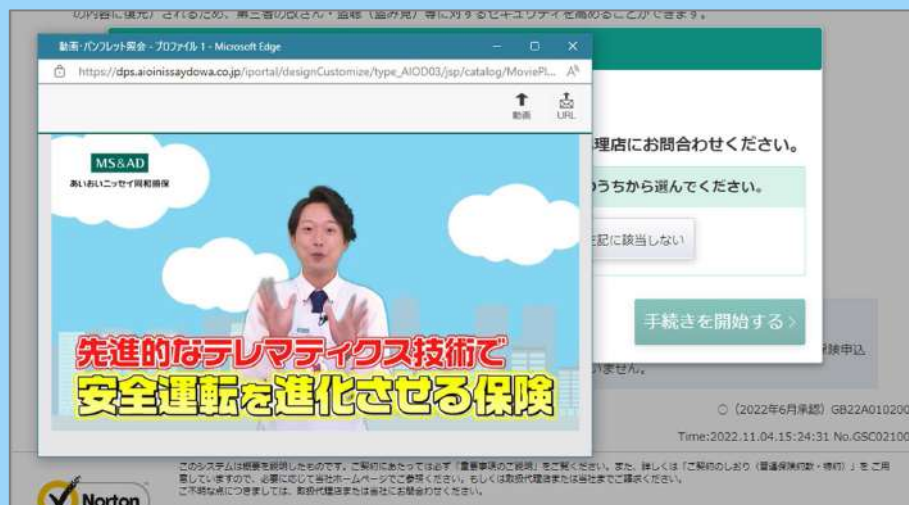 の内容に復元）されるため、第三者の改ざん・盗聴（盗み見）等に対するセキュリティを高めることができます。
動画・パンフレット照会 - プロファイル 1 - Microsoft Edge
https://dps.aioinissaydowa.co.jp/iportal/designCustomize/type_AIOD03/jsp/catalog/MoviePl...
動画
URL
MS&AD
あいおいニッセイ同和損保
先進的なテレマティクス技術で
安全運転を進化させる保険
理店にお問合わせください。
うちから選んでください。
記に該当しない
手続きを開始する >
険申込
いません。
○（2022年6月承認）GB22A010200
Time:2022.11.04.15:24:31 No.GSC02100
Norton
このシステムは概要を説明したものです。ご契約にあたっては必ず「重要事項のご説明」をご覧ください。また、詳しくは「ご契約のしおり（普通保険約款・特約）」をご用
意していますので、必要に応じて当社ホームページでご参照ください。もしくは取扱代理店または当社までご請求ください。
ご不明な点につきましては、取扱代理店または当社にお問合わせください。